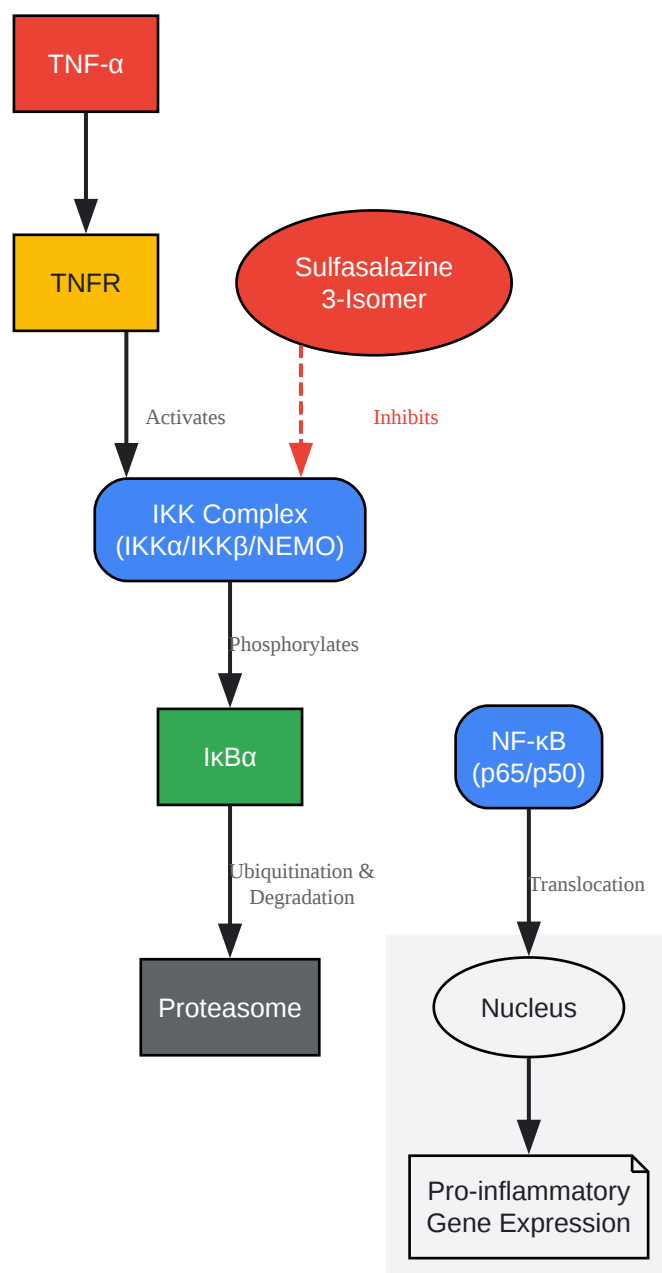 TNF-α
TNFR
Sulfasalazine
3-Isomer
Activates
Inhibits
IKK Complex
(IKKα/IKKβ/NEMO)
Phosphorylates
IκBα
NF-κB
(p65/p50)
Ubiquitination &
Degradation
Translocation
Proteasome
Nucleus
Pro-inflammatory
Gene Expression